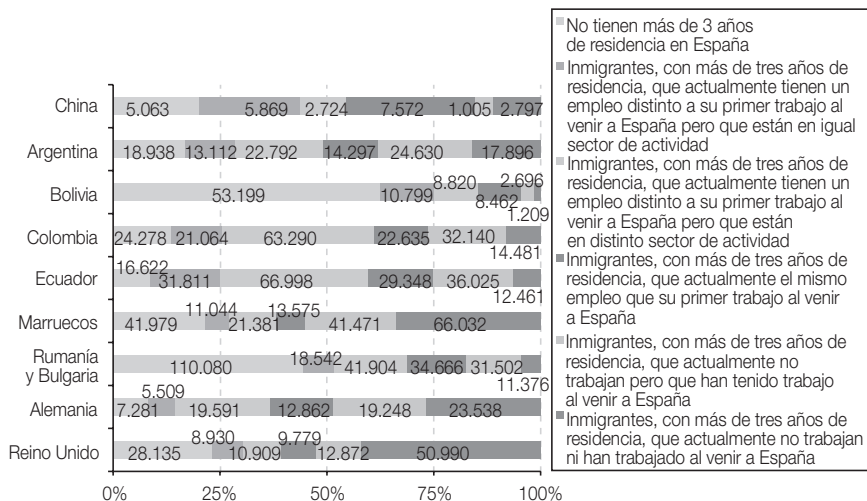 China
5.063 5.869 2.724 7.572 1.005 2.797
Argentina
18.938 13.112 22.792 14.297 24.630 17.896
Bolivia
53.199 10.799 8.820 8.462 2.696 1.209
Colombia
24.278 21.064 63.290 22.635 32.140 14.481
Ecuador
16.622 31.811 66.998 29.348 36.025 12.461
Marruecos
41.979 11.044 21.381 13.575 41.471 66.032
Rumanía
y Bulgaria
110.080 18.542 41.904 34.666 31.502 11.376
Alemania
7.281 5.509 19.591 12.862 19.248 23.538
Reino Unido
28.135 8.930 10.909 9.779 12.872 50.990
0% 25% 50% 75% 100%
No tienen más de 3 años
de residencia en España
Inmigrantes, con más de tres años de
residencia, que actualmente tienen un
empleo distinto a su primer trabajo al
venir a España pero que están en igual
sector de actividad
Inmigrantes, con más de tres años de
residencia, que actualmente tienen un
empleo distinto a su primer trabajo al
venir a España pero que están
en distinto sector de actividad
Inmigrantes, con más de tres años de
residencia, que actualmente el mismo
empleo que su primer trabajo al venir
a España
Inmigrantes, con más de tres años de
residencia, que actualmente no
trabajan pero que han tenido trabajo
al venir a España
Inmigrantes, con más de tres años de
residencia, que actualmente no trabajan
ni han trabajado al venir a España